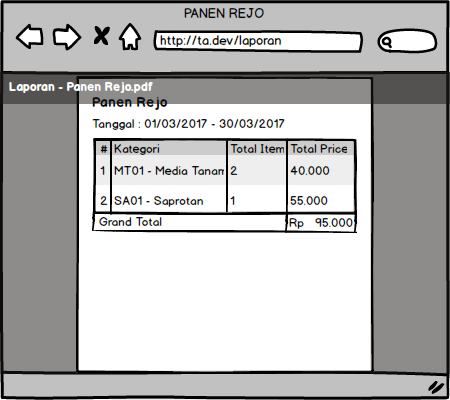 PANEN REJO
http://ta.dev/laporan
Laporan - Panen Rejo.pdf
Panen Rejo
Tanggal : 01/03/2017 - 30/03/2017
# Kategori Total Item Total Price
1 MT01 - Media Tanam 2 40.000
2 SA01 - Saprotan 1 55.000
Grand Total Rp 95.000